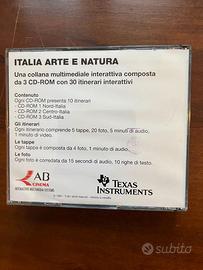 ITALIA ARTE E NATURA
Una collana multimediale interattiva composta
da 3 CD-ROM con 30 itinerari interattivi
Contenuto
Ogni CD-ROM presenta 10 itinerari
- CD-ROM 1 Nord-Italia
- CD-ROM 2 Centro-Italia
- CD-ROM 3 Sud-Italia
Gli itinerari
Ogni itinerario comprende 5 tappe, 20 foto, 5 minuti di audio,
1 minuto di video.
Le tappe
Ogni tappa è composta da 4 foto, 1 minuto di audio.
Le foto
Ogni foto è corredata da 15 secondi di audio, 10 righe di testo.
AB
CINEMA
INTERACTIVE MULTIMEDIA SYSTEMS
TEXAS
INSTRUMENTS
subito